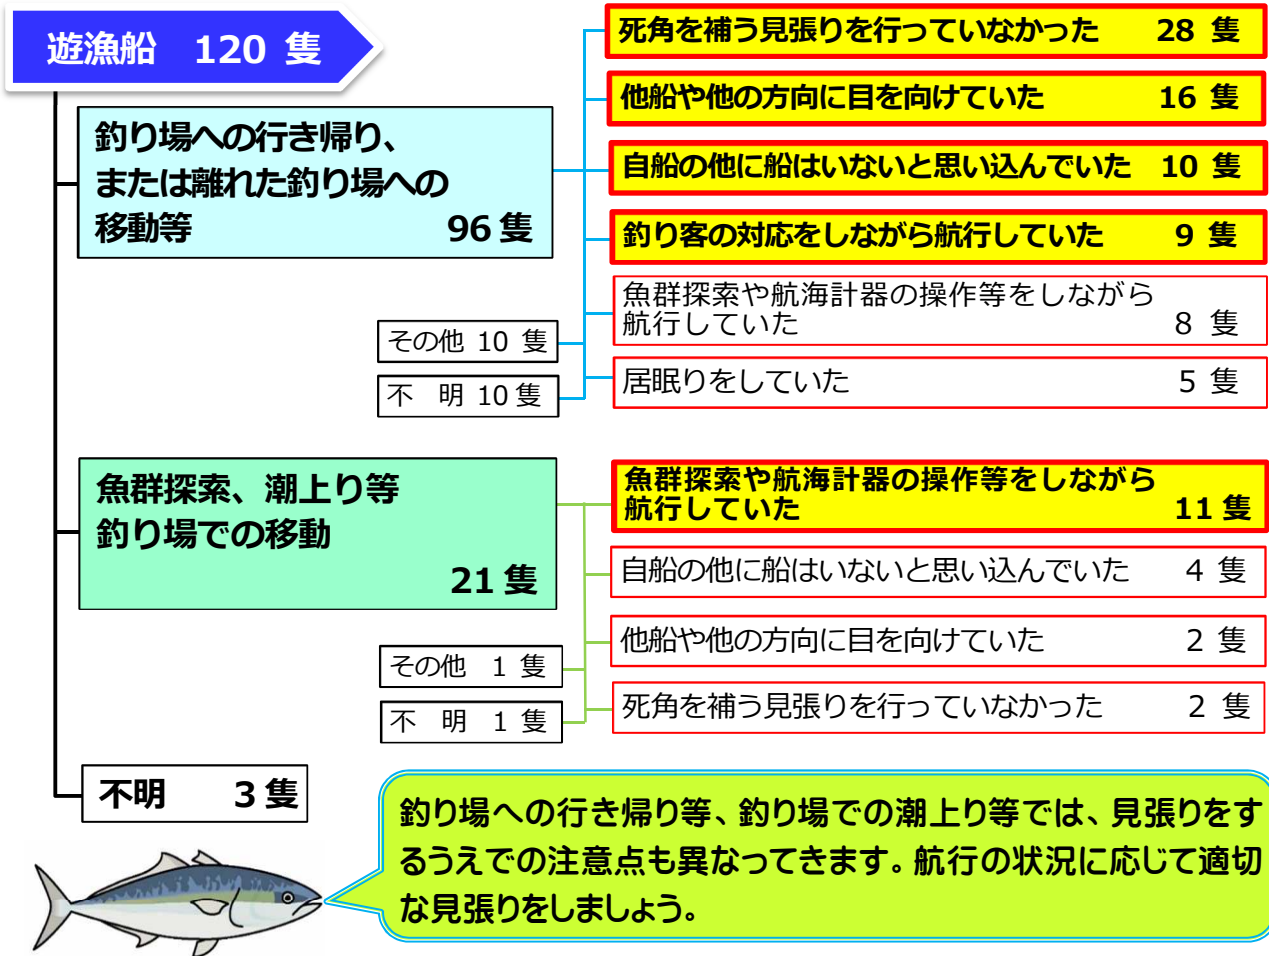 遊漁船 120 隻
釣り場への行き帰り、
または離れた釣り場への
移動等 96 隻
死角を補う見張りを行っていなかった 28 隻
他船や他の方向に目を向けていた 16 隻
自船の他に船はいないと思い込んでいた 10 隻
釣り客の対応をしながら航行していた 9 隻
魚群探索や航海計器の操作等をしながら
航行していた 8 隻
居眠りをしていた 5 隻
その他 10 隻
不 明 10 隻
魚群探索、潮上り等
釣り場での移動
21 隻
魚群探索や航海計器の操作等をしながら
航行していた 11 隻
自船の他に船はいないと思い込んでいた 4 隻
他船や他の方向に目を向けていた 2 隻
死角を補う見張りを行っていなかった 2 隻
その他 1 隻
不 明 1 隻
不明 3 隻
釣り場への行き帰り等、釣り場での潮上り等では、見張りをす
るうえでの注意点も異なってきます。航行の状況に応じて適切
な見張りをしましょう。